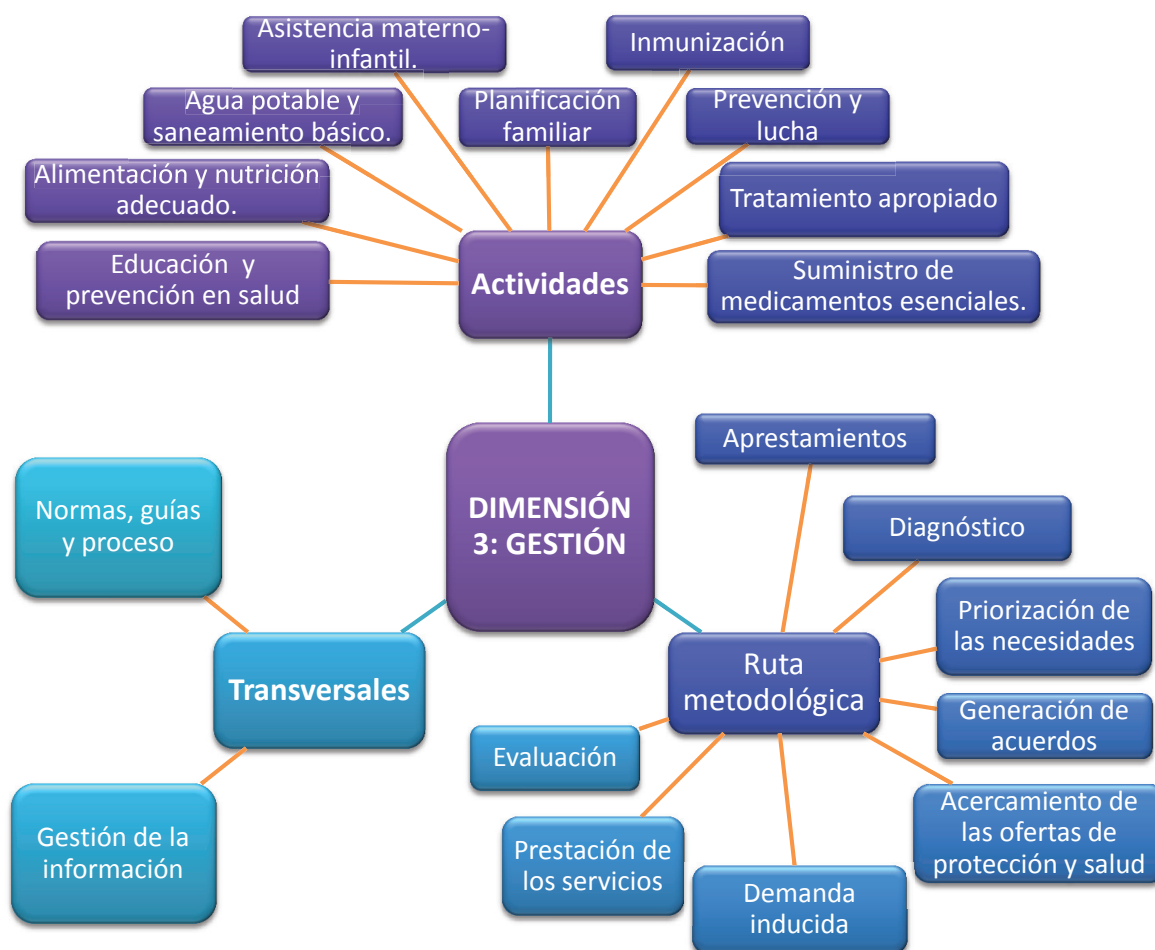 Asistencia materno-
infantil.
Inmunización
Agua potable y
saneamiento básico.
Planificación
familiar
Prevención y
lucha
Alimentación y nutrición
adecuado.
Tratamiento apropiado
Educación y
prevención en salud
Actividades
Suministro de
medicamentos esenciales.
DIMENSIÓN
3: GESTIÓN
Aprestamientos
Diagnóstico
Priorización de
las necesidades
Ruta
metodológica
Generación de
acuerdos
Acercamiento de
las ofertas de
protección y salud
Demanda
inducida
Prestación de
los servicios
Evaluación
Normas, guías
y proceso
Transversales
Gestión de la
información